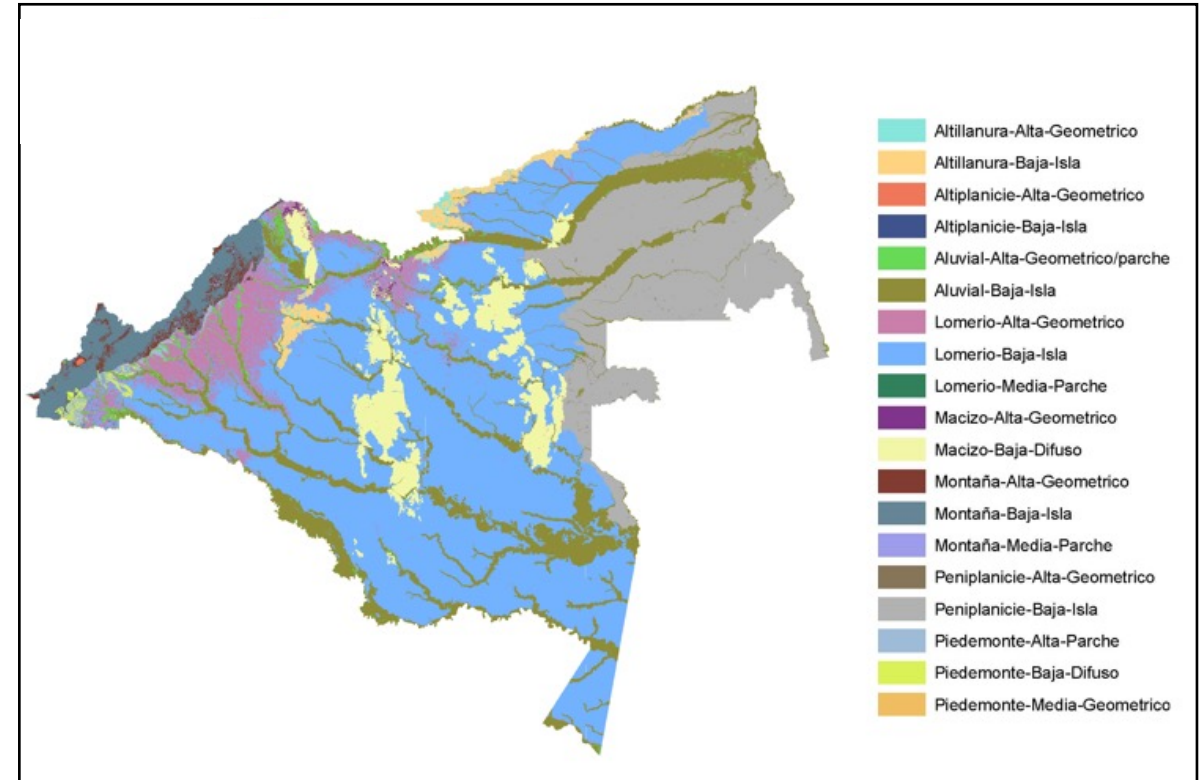 Altillanura-Alta-Geometrico
Altillanura-Baja-Isla
Altiplanicie-Alta-Geometrico
Altiplanicie-Baja-Isla
Aluvial-Alta-Geometrico/parche
Aluvial-Baja-Isla
Lomerio-Alta-Geometrico
Lomerio-Baja-Isla
Lomerio-Media-Parche
Macizo-Alta-Geometrico
Macizo-Baja-Difuso
Montaña-Alta-Geometrico
Montaña-Baja-Isla
Montaña-Media-Parche
Peniplanicie-Alta-Geometrico
Peniplanicie-Baja-Isla
Piedemonte-Alta-Parche
Piedemonte-Baja-Difuso
Piedemonte-Media-Geometrico